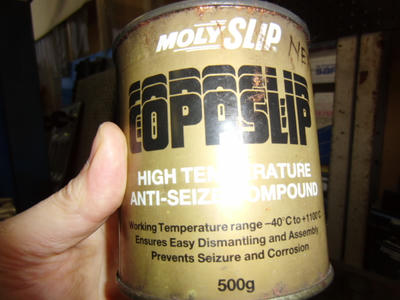 MOLYSLIP
COPASLIP
HIGH TEMPERATURE
ANTI-SEIZE COMPOUND
Working Temperature range –40°C to +1100°C
Ensures Easy Dismantling and Assembly
Prevents Seizure and Corrosion
500g